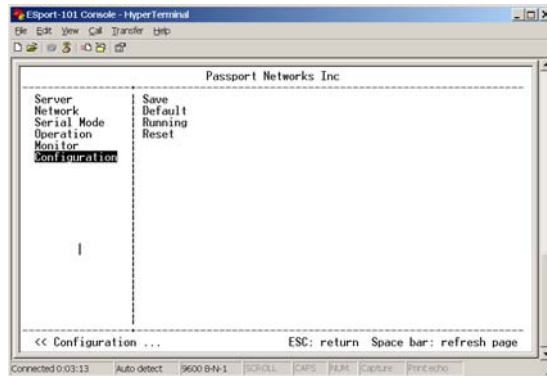 ESport-101 Console - HyperTerminal
File Edit View Call Transfer Help
Passport Networks Inc
Server
Network
Serial Mode
Operation
Monitor
Configuration
Save
Default
Running
Reset
<< Configuration ... ESC: return Space bar: refresh page
Connected 0:03:13 Auto detect 9600 8-N-1 SCROLL CAPS NUM Capture Print echo